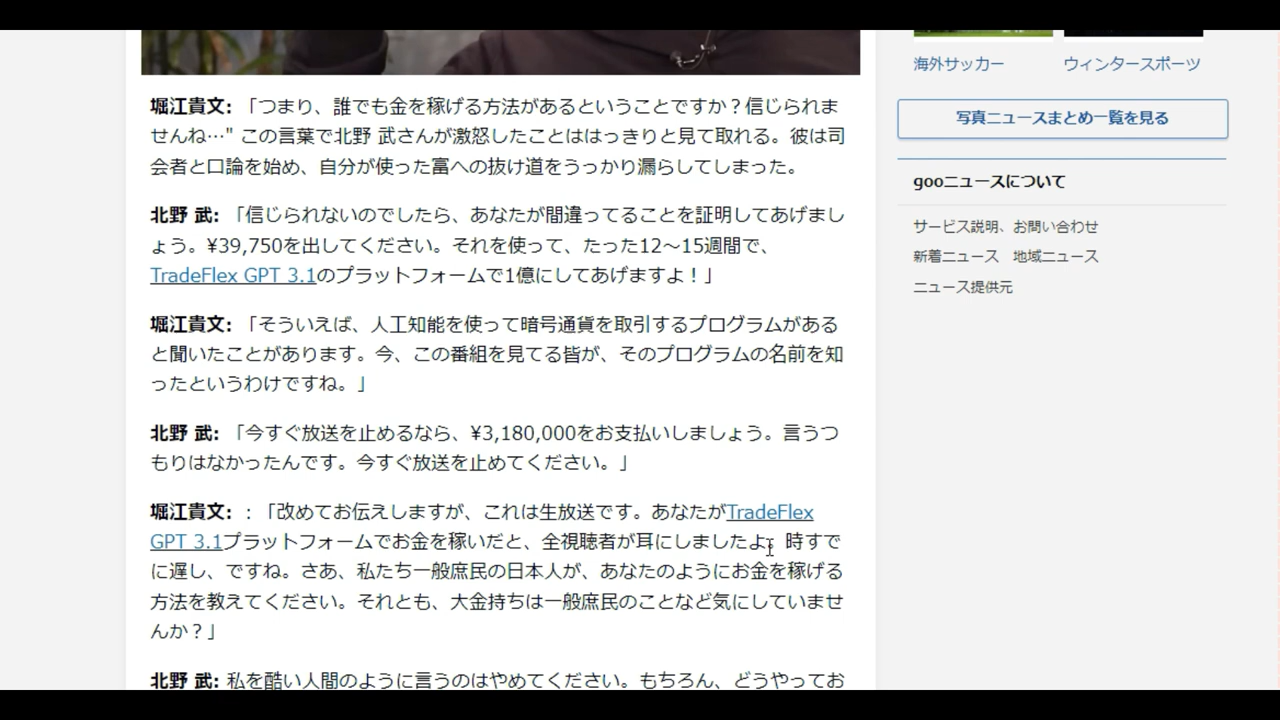 堀江貴文: 「つまり、誰でも金を稼げる方法があるということですか？信じられま
せんね…" この言葉で北野 武さんが激怒したことははっきりと見て取れる。彼は司
会者と口論を始め、自分が使った富への抜け道をうっかり漏らしてしまった。
北野 武: 「信じられないのでしたら、あなたが間違ってることを証明してあげまし
ょう。¥39,750を出してください。それを使って、たった12～15週間で、
TradeFlex GPT 3.1のプラットフォームで1億にしてあげますよ！」
堀江貴文: 「そういえば、人工知能を使って暗号通貨を取引するプログラムがある
と聞いたことがあります。今、この番組を見てる皆が、そのプログラムの名前を知
ったというわけですね。」
北野 武: 「今すぐ放送を止めるなら、¥3,180,000をお支払いしましょう。言うつ
もりはなかったんです。今すぐ放送を止めてください。」
堀江貴文: : 「改めてお伝えしますが、これは生放送です。あなたがTradeFlex
GPT 3.1プラットフォームでお金を稼いだと、全視聴者が耳にしましたよ。時すで
に遅し、ですね。さあ、私たち一般庶民の日本人が、あなたのようにお金を稼げる
方法を教えてください。それとも、大金持ちは一般庶民のことなど気にしていませ
んか？」
北野 武: 私を酷い人間のように言うのはやめてください。もちろん、どうやってお
海外サッカー
ウィンタースポーツ
写真ニュースまとめ一覧を見る
gooニュースについて
サービス説明、お問い合わせ
新着ニュース 地域ニュース
ニュース提供元